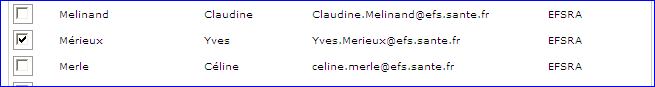 Melinand Claudine Claudine.Melinand@efs.sante.fr EFSRA
Mérieux Yves Yves.Merieux@efs.sante.fr EFSRA
Merle Céline celine.merle@efs.sante.fr EFSRA